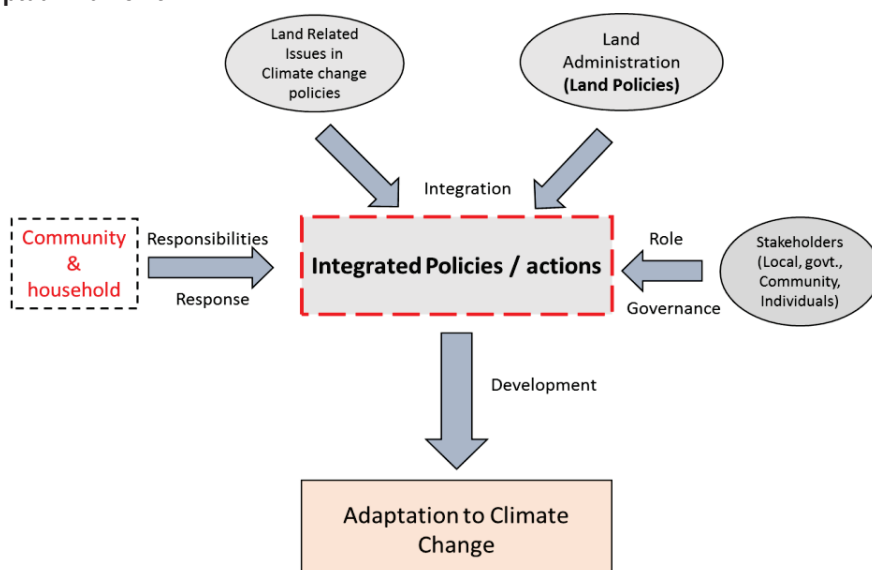 Land Related
Issues in
Climate change
policies
Land
Administration
(Land Policies)
Integration
Community
&
household
Responsibilities
Response
Integrated Policies / actions
Role
Governance
Stakeholders
(Local, govt.,
Community,
Individuals)
Development
Adaptation to Climate
Change